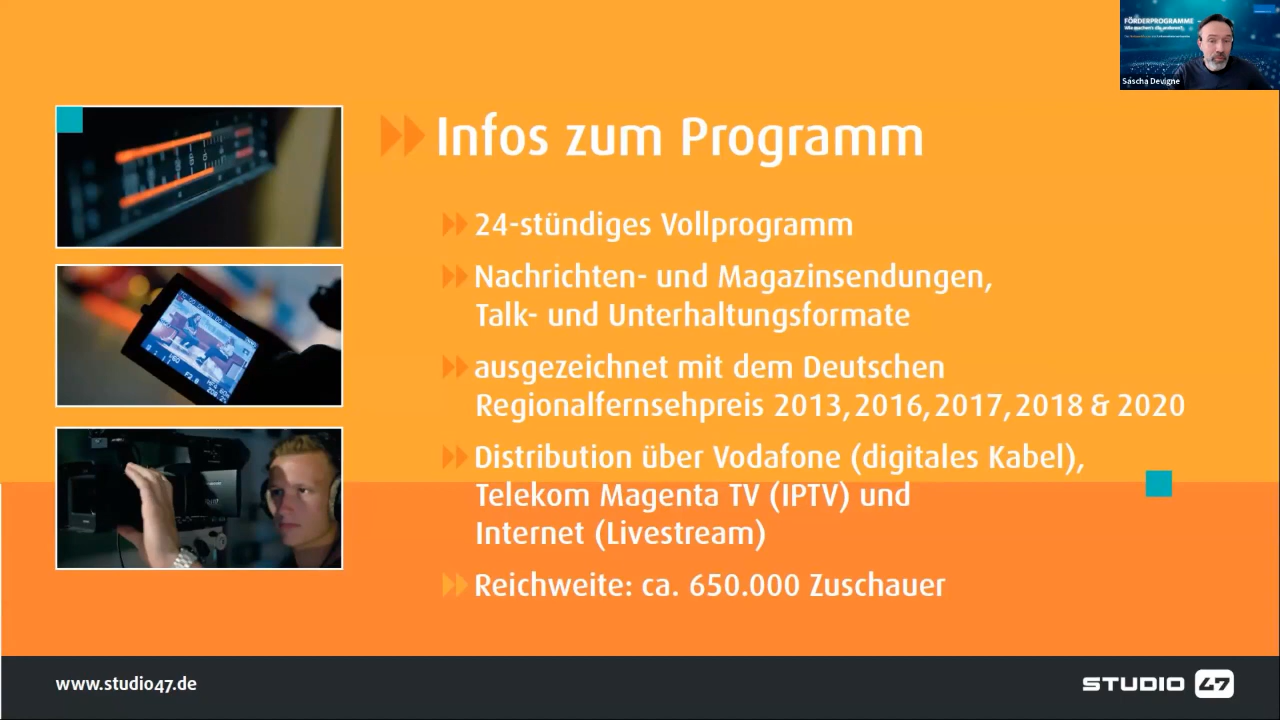 FÖRDERPROGRAMME
Sascha Devigne
Infos zum Programm
24-stündiges Vollprogramm
Nachrichten- und Magazinsendungen,
Talk- und Unterhaltungsformate
ausgezeichnet mit dem Deutschen
Regionalfernsehpreis 2013, 2016, 2017, 2018 & 2020
Distribution über Vodafone (digitales Kabel),
Telekom Magenta TV (IPTV) und
Internet (Livestream)
Reichweite: ca. 650.000 Zuschauer
www.studio47.de
STUDIO 47